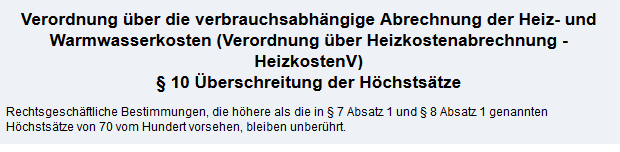 Verordnung über die verbrauchsabhängige Abrechnung der Heiz- und
Warmwasserkosten (Verordnung über Heizkostenabrechnung -
HeizkostenV)
§ 10 Überschreitung der Höchstsätze
Rechtsgeschäftliche Bestimmungen, die höhere als die in § 7 Absatz 1 und § 8 Absatz 1 genannten
Höchstsätze von 70 vom Hundert vorsehen, bleiben unberührt.